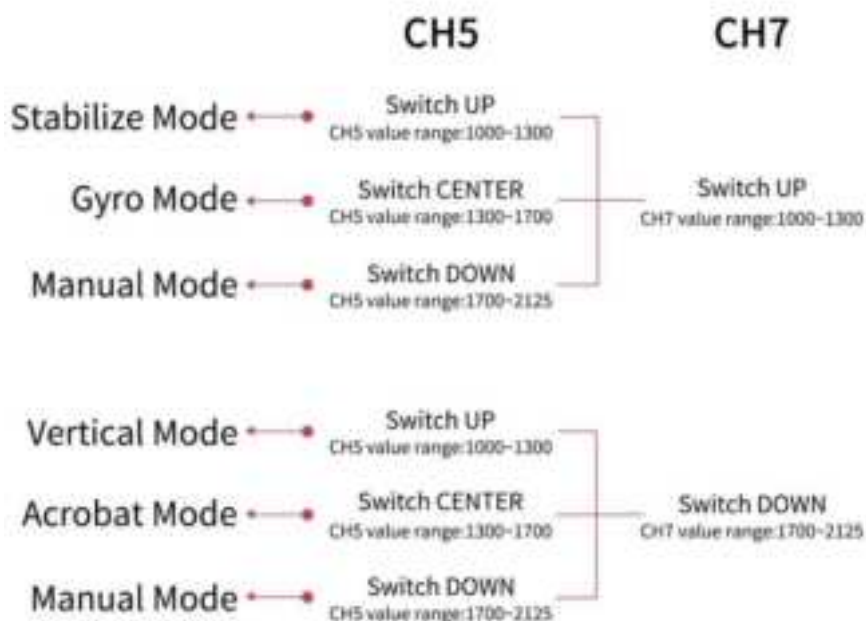 CH5 CH7
Stabilize Mode
Switch UP
CH5 value range:1000~1300
Gyro Mode
Switch CENTER
CH5 value range:1300~1700
Switch UP
CH7 value range:1000~1300
Manual Mode
Switch DOWN
CH5 value range:1700~2125
Vertical Mode
Switch UP
CH5 value range:1000~1300
Acrobat Mode
Switch CENTER
CH5 value range:1300~1700
Switch DOWN
CH7 value range:1700~2125
Manual Mode
Switch DOWN
CH5 value range:1700~2125